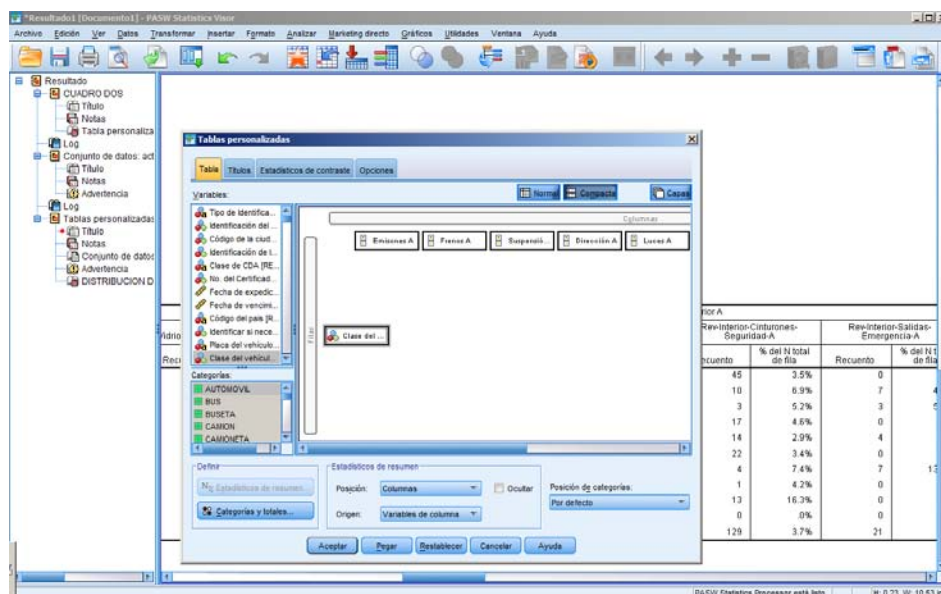 *Resultado1 [Documento1] - PASW Statistics Visor
Archivo Edición Ver Datos Transformar Insertar Formato Analizar Marketing directo Gráficos Utilidades Ventana Ayuda
Resultado
CUADRO DOS
Título
Notas
Tabla personaliza
Log
Conjunto de datos: act
Título
Notas
Advertencia
Log
Tablas personalizadas
Título
Notas
Conjunto de datos
Advertencia
DISTRIBUCION D
Tablas personalizadas
Tabla Títulos Estadísticos de contraste Opciones
Variables:
Normal Compacta Capas
Tipo de Identifica...
Identificación del ...
Código de la ciud...
Identificación de l...
Clase de CDA [RE...
No. del Certificad...
Fecha de expedic...
Fecha de vencimi...
Código del país [R...
Identificar si nece...
Placa del vehículo...
Clase del vehícul...
Columnas
Emisones A Frenos A Suspensió... Dirección A Luces A
Filas
Clase del ...
Categorías:
AUTOMOVIL
BUS
BUSETA
CAMION
CAMIONETA
Definir
Estadísticos de resumen...
Categorías y totales...
Estadísticos de resumen
Posición: Columnas Ocultar
Origen: Variables de columna
Posición de categorías:
Por defecto
Aceptar Pegar Restablecer Cancelar Ayuda
rior A
Vidrio
Rev-Interior-Cinturones-Seguridad-A Rev-Interior-Salidas-Emergencia-A
Rec
ecuento % del N total de fila Recuento % del N t de fila
45 3.5% 0
10 6.9% 7 4
3 5.2% 3 5
17 4.6% 0
14 2.9% 4
22 3.4% 0
4 7.4% 7 13
1 4.2% 0
13 16.3% 0
0 .0% 0
129 3.7% 21
PASW Statistics Processor está listo